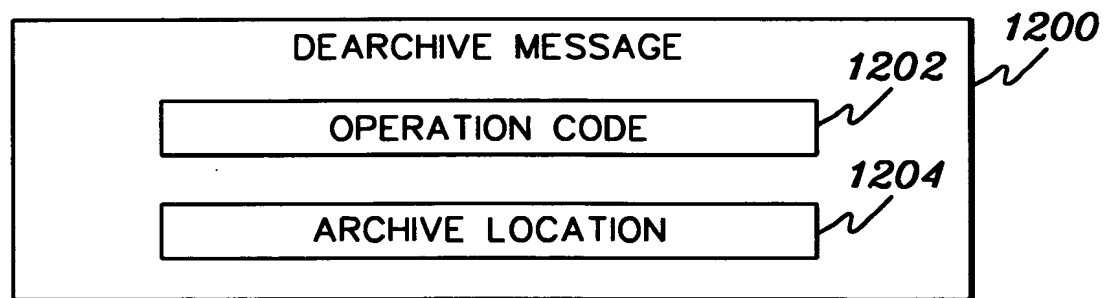 DEARCHIVE MESSAGE
1200
OPERATION CODE
1202
ARCHIVE LOCATION
1204